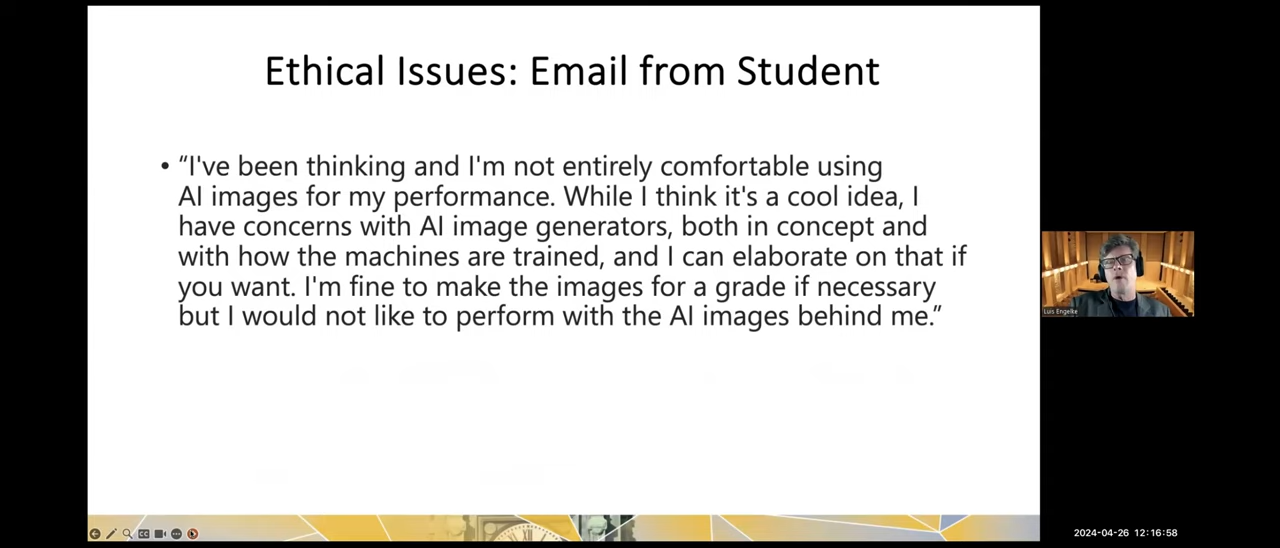 Ethical Issues: Email from Student
• “I've been thinking and I'm not entirely comfortable using
AI images for my performance. While I think it's a cool idea, I
have concerns with AI image generators, both in concept and
with how the machines are trained, and I can elaborate on that if
you want. I'm fine to make the images for a grade if necessary
but I would not like to perform with the AI images behind me.”
Luis Engelke
CC
2024-04-26 12:16:58